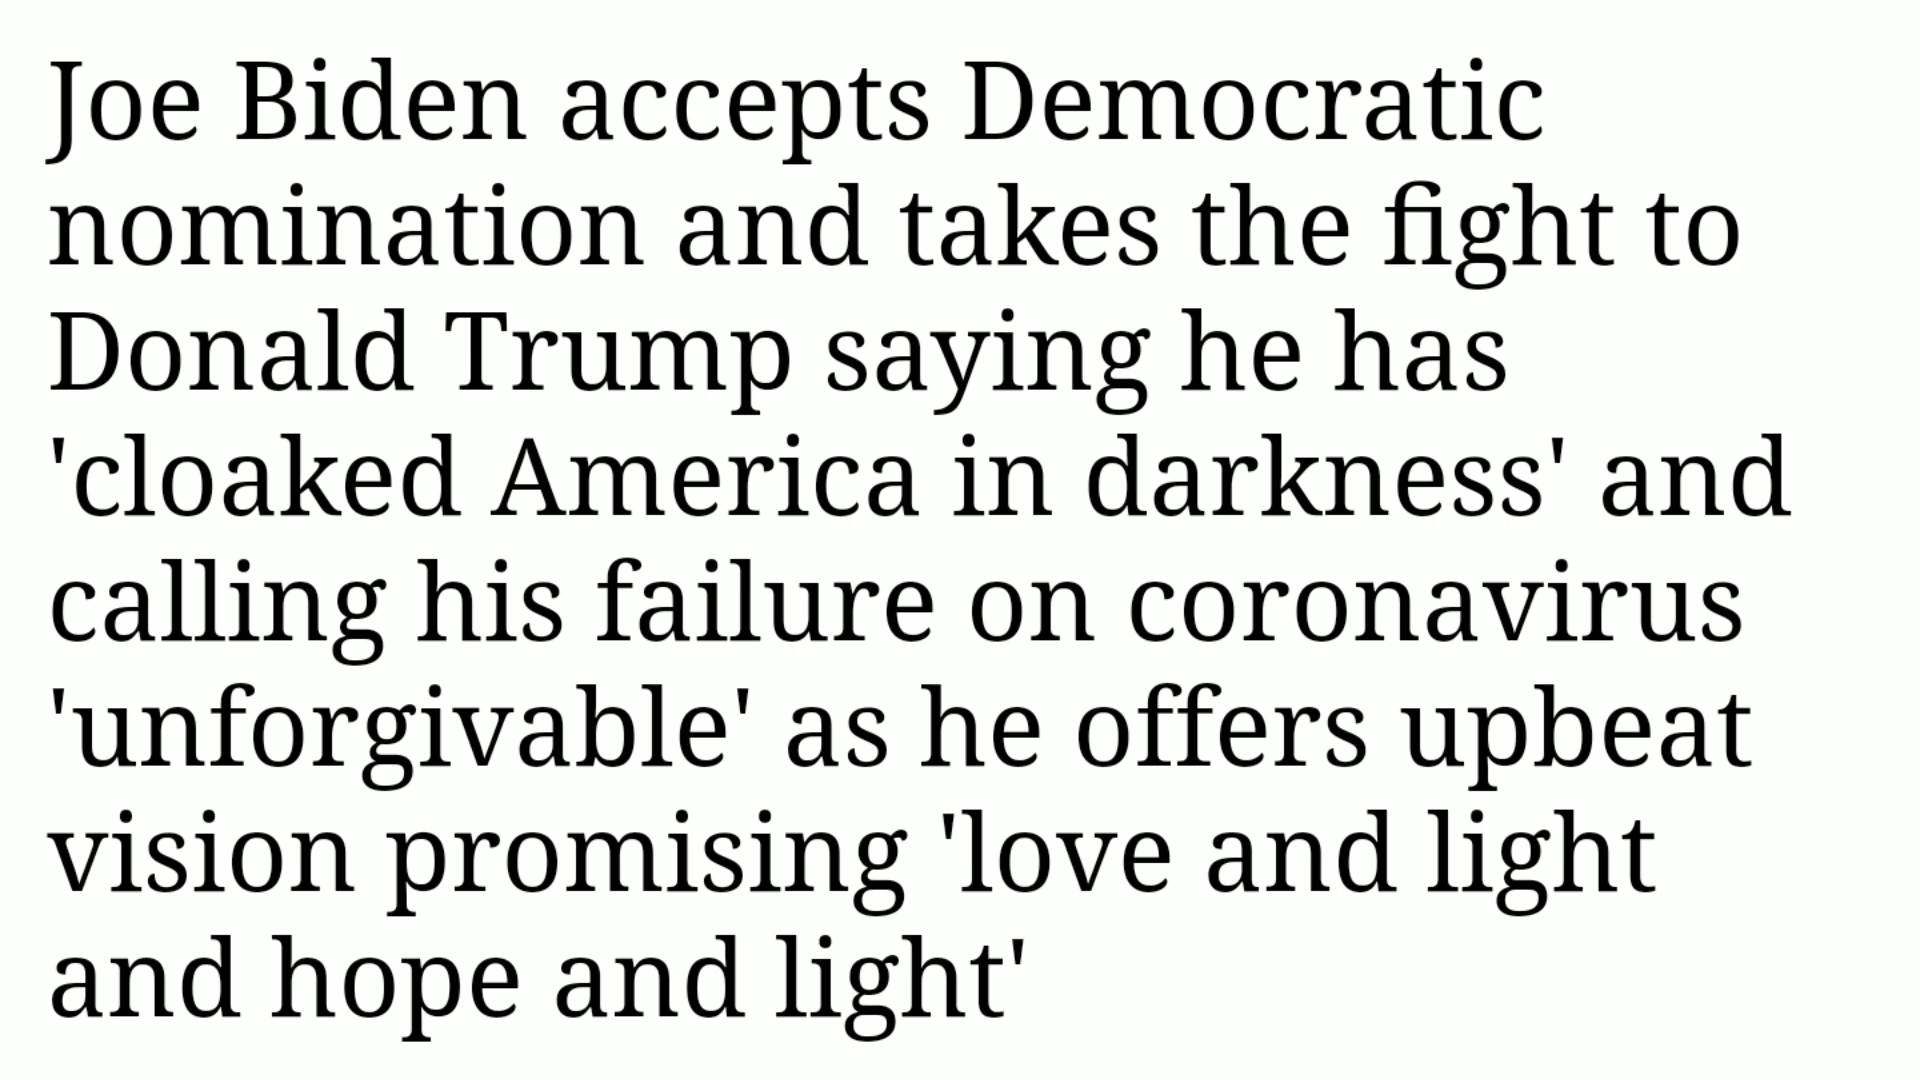 Joe Biden accepts Democratic
nomination and takes the fight to
Donald Trump saying he has
'cloaked America in darkness' and
calling his failure on coronavirus
'unforgivable' as he offers upbeat
vision promising 'love and light
and hope and light'